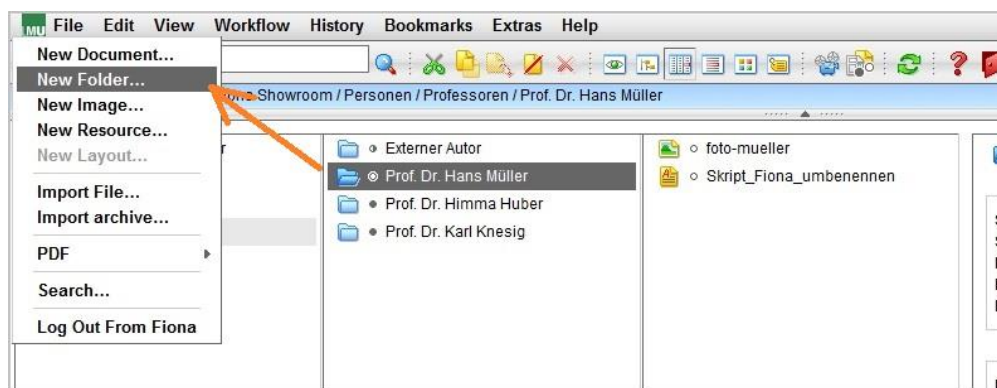 MU File Edit View Workflow History Bookmarks Extras Help
New Document...
New Folder...
New Image...
New Resource...
New Layout...
Import File...
Import archive...
PDF
Search...
Log Out From Fiona
Showroom / Personen / Professoren / Prof. Dr. Hans Müller
Externer Autor
Prof. Dr. Hans Müller
Prof. Dr. Himma Huber
Prof. Dr. Karl Knesig
foto-mueller
Skript_Fiona_umbenennen